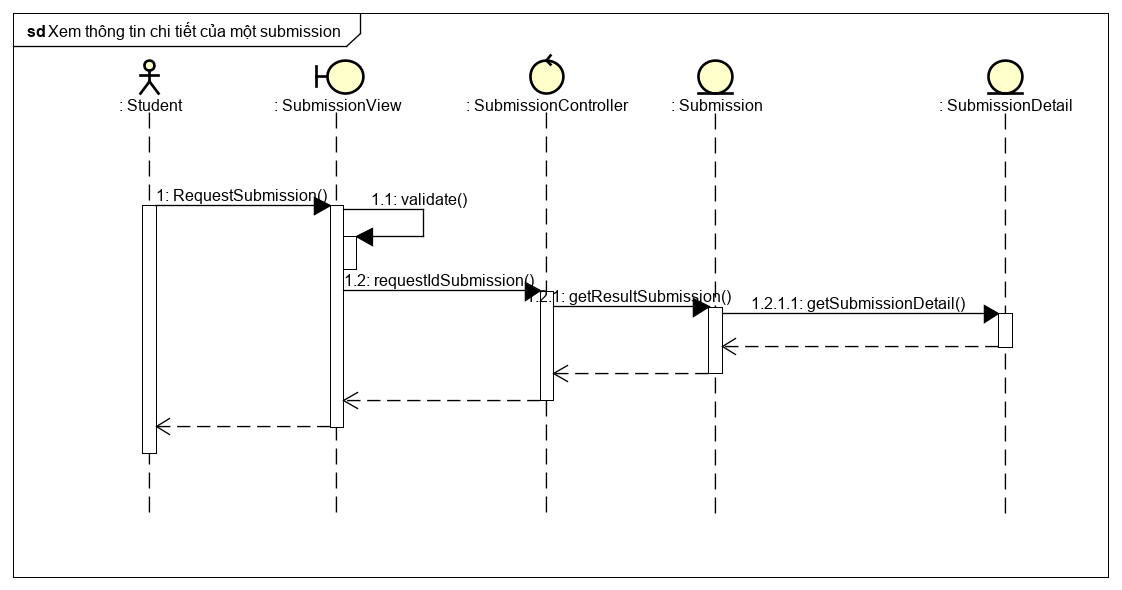 sd Xem thông tin chi tiết của một submission
: Student
: SubmissionView
: SubmissionController
: Submission
: SubmissionDetail
1: RequestSubmission()
1.1: validate()
1.2: requestIdSubmission()
1.2.1: getResultSubmission()
1.2.1.1: getSubmissionDetail()